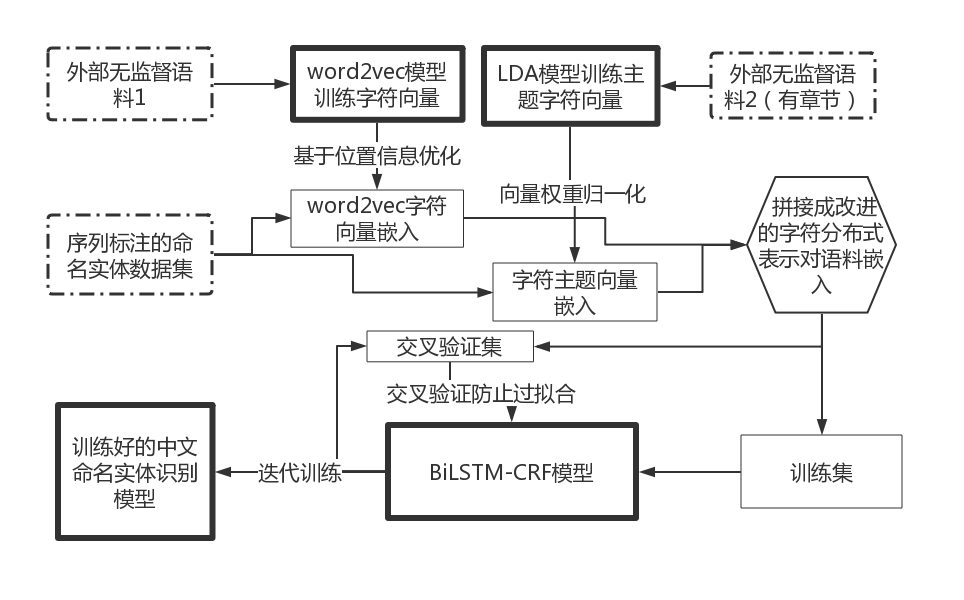 外部无监督语
料1
word2vec模型
训练字符向量
LDA模型训练主
题字符向量
外部无监督语
料2（有章节）
基于位置信息优化
向量权重归一化
序列标注的命
名实体数据集
word2vec字符
向量嵌入
字符主题向量
嵌入
拼接成改进
的字符分布式
表示对语料嵌
入
交叉验证集
交叉验证防止过拟合
训练好的中文
命名实体识别
模型
迭代训练
BiLSTM-CRF模型
训练集